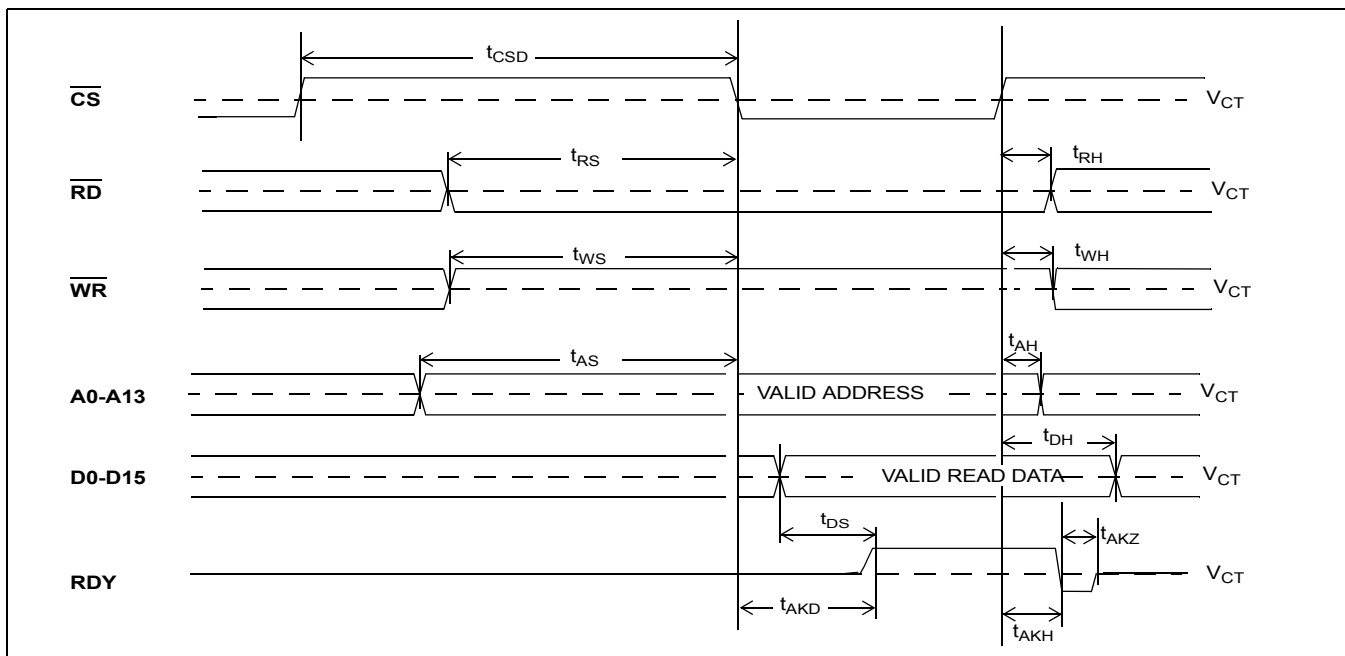 tCSD
CS VCT
tRS tRH
RD VCT
tWS tWH
WR VCT
tAS tAH
A0-A13 VALID ADDRESS VCT
tDH
D0-D15 VALID READ DATA VCT
tDS tAKZ
RDY VCT
tAKD tAKH